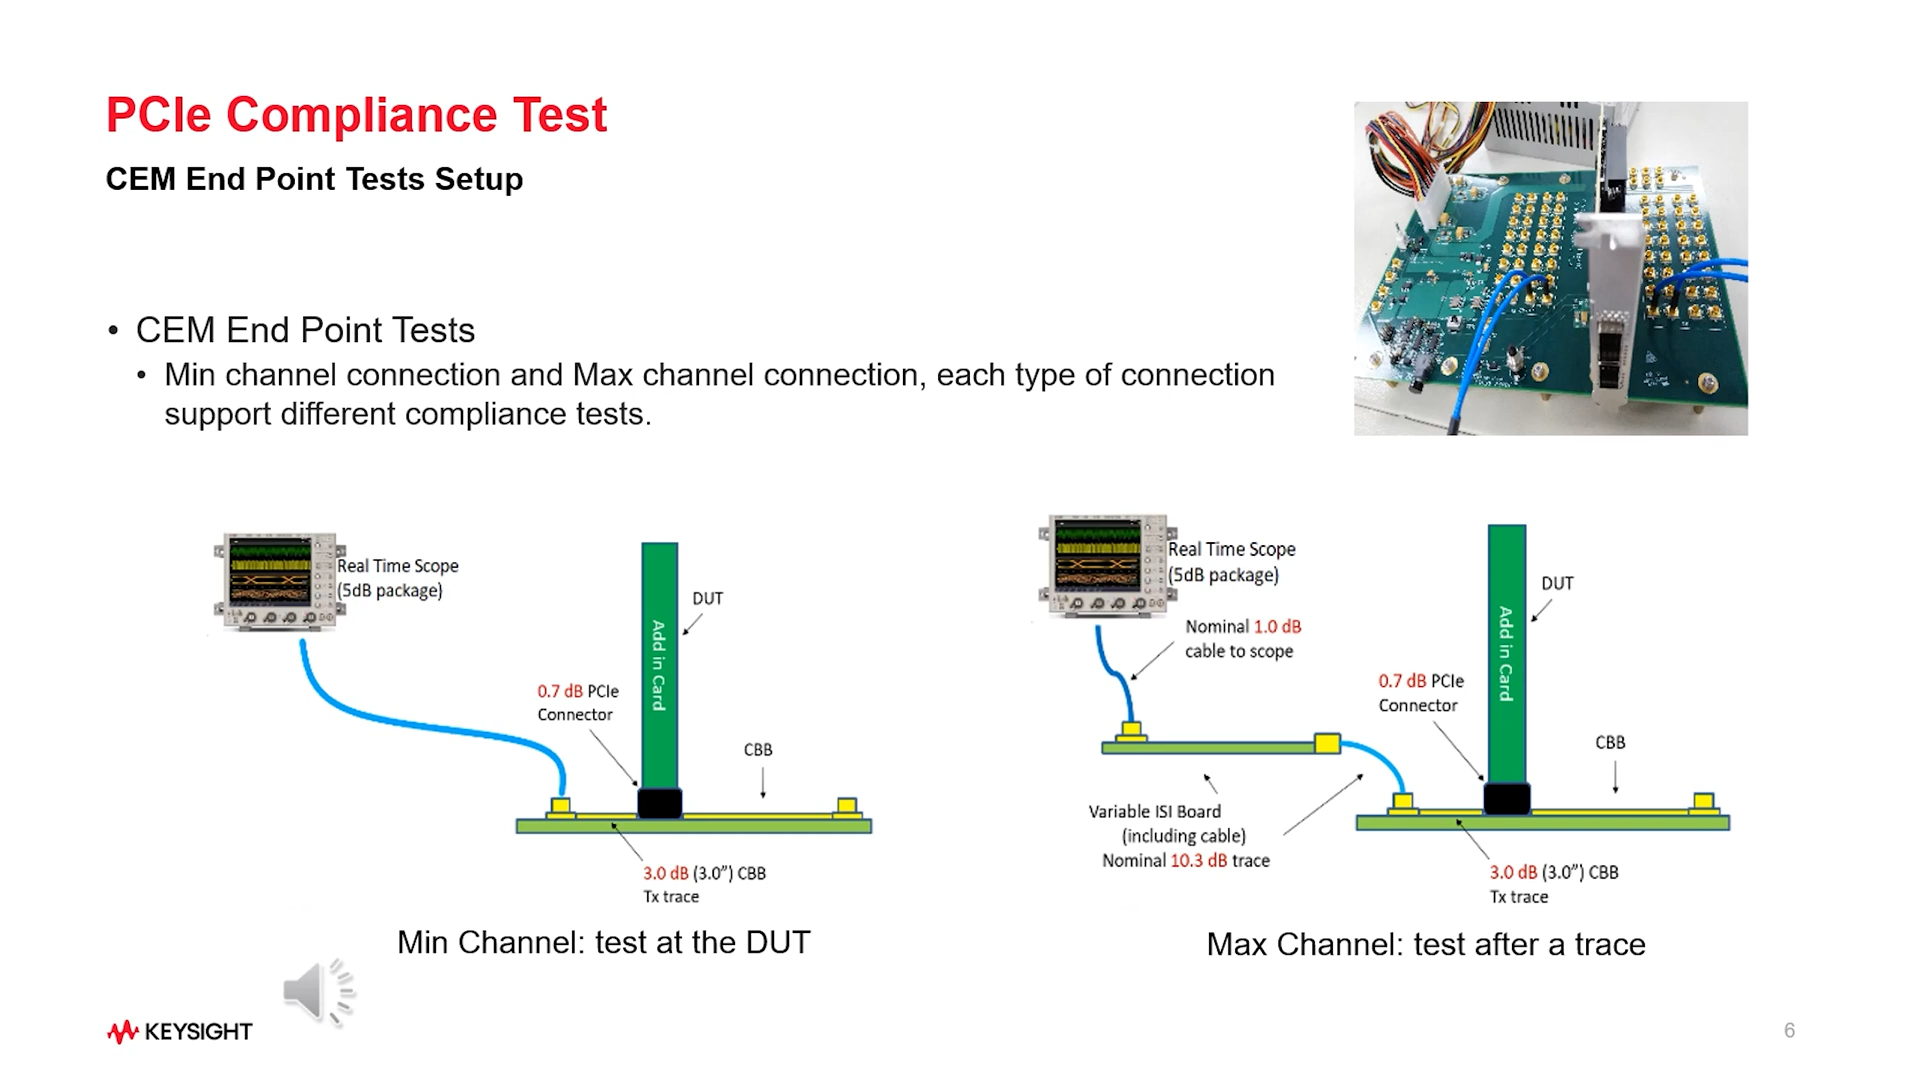 PCIe Compliance Test
CEM End Point Tests Setup
• CEM End Point Tests
• Min channel connection and Max channel connection, each type of connection
support different compliance tests.
Real Time Scope
(5dB package)
DUT
Add in Card
0.7 dB PCIe
Connector
CBB
3.0 dB (3.0”) CBB
Tx trace
Min Channel: test at the DUT
Real Time Scope
(5dB package)
Nominal 1.0 dB
cable to scope
DUT
Add in Card
0.7 dB PCIe
Connector
CBB
Variable ISI Board
(including cable)
Nominal 10.3 dB trace
3.0 dB (3.0”) CBB
Tx trace
Max Channel: test after a trace
KEYSIGHT
6